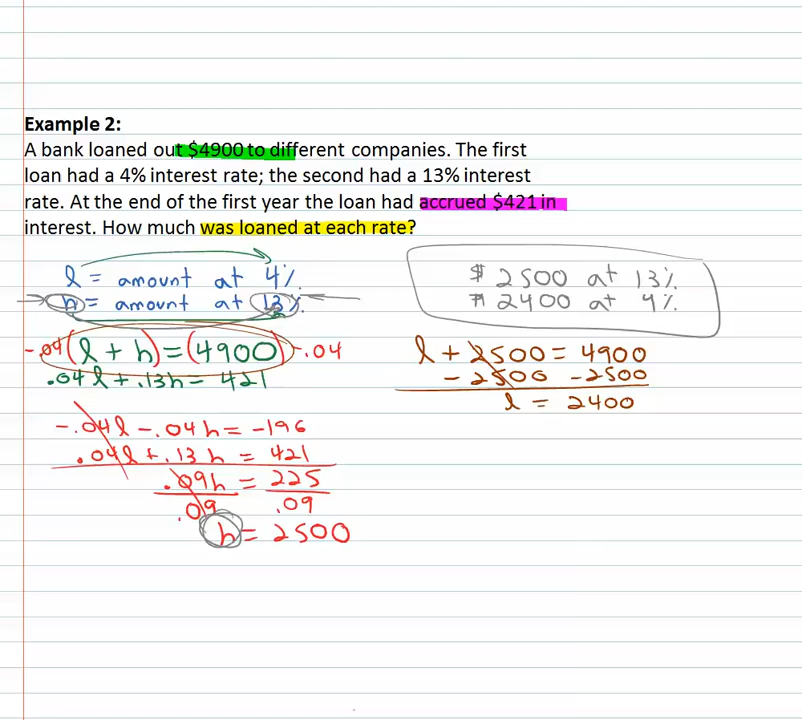 Example 2:
A bank loaned out $4900 to different companies. The first
loan had a 4% interest rate; the second had a 13% interest
rate. At the end of the first year the loan had accrued $421 in
interest. How much was loaned at each rate?
l = amount at 4%
h = amount at 13%
-.04(l + h) = (4900)-.04
.04l + .13h = 421
-.04l - .04h = -196
.04l + .13h = 421
.09h = 225
.09 .09
h = 2500
$2500 at 13%
$2400 at 4%
l + 2500 = 4900
- 2500 -2500
l = 2400